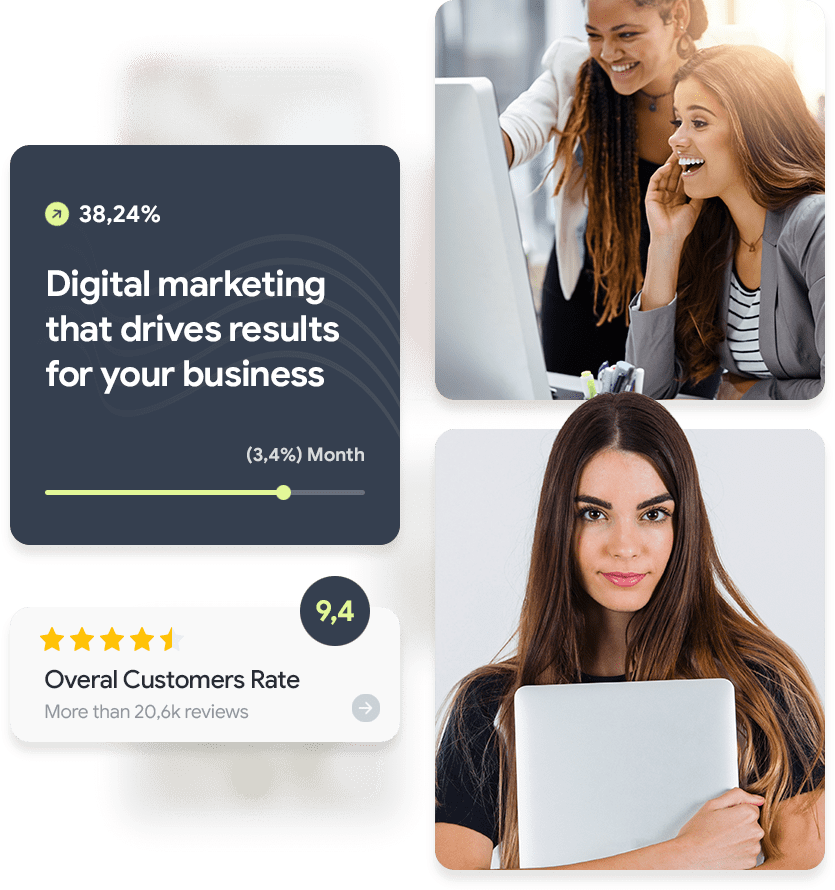 38,24%
Digital marketing
that drives results
for your business
(3,4%) Month
9,4
Overal Customers Rate
More than 20,6k reviews